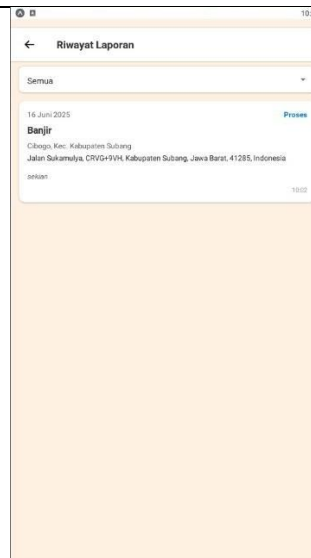 10:
Riwayat Laporan
Semua
16 Juni 2025 Proses
Banjir
Cibogo, Kec. Kabupaten Subang
Jalan Sukamulya, CRVG+9VH, Kabupaten Subang, Jawa Barat, 41285, Indonesia
sekian
10:02